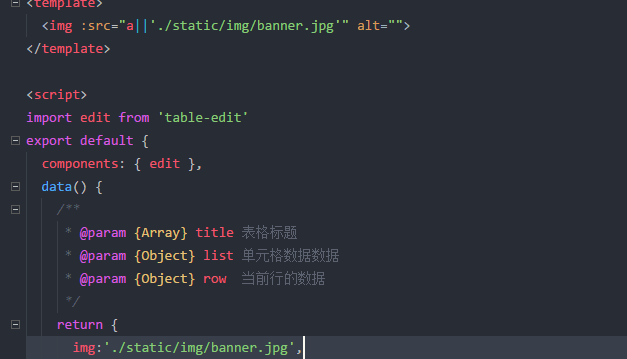 <template>
<img :src="a||'./static/img/banner.jpg'" alt="">
</template>
<script>
import edit from 'table-edit'
export default {
components: { edit },
data() {
/**
* @param {Array} title 表格标题
* @param {Object} list 单元格数据数据
* @param {Object} row  当前行的数据
*/
return {
img:'./static/img/banner.jpg',